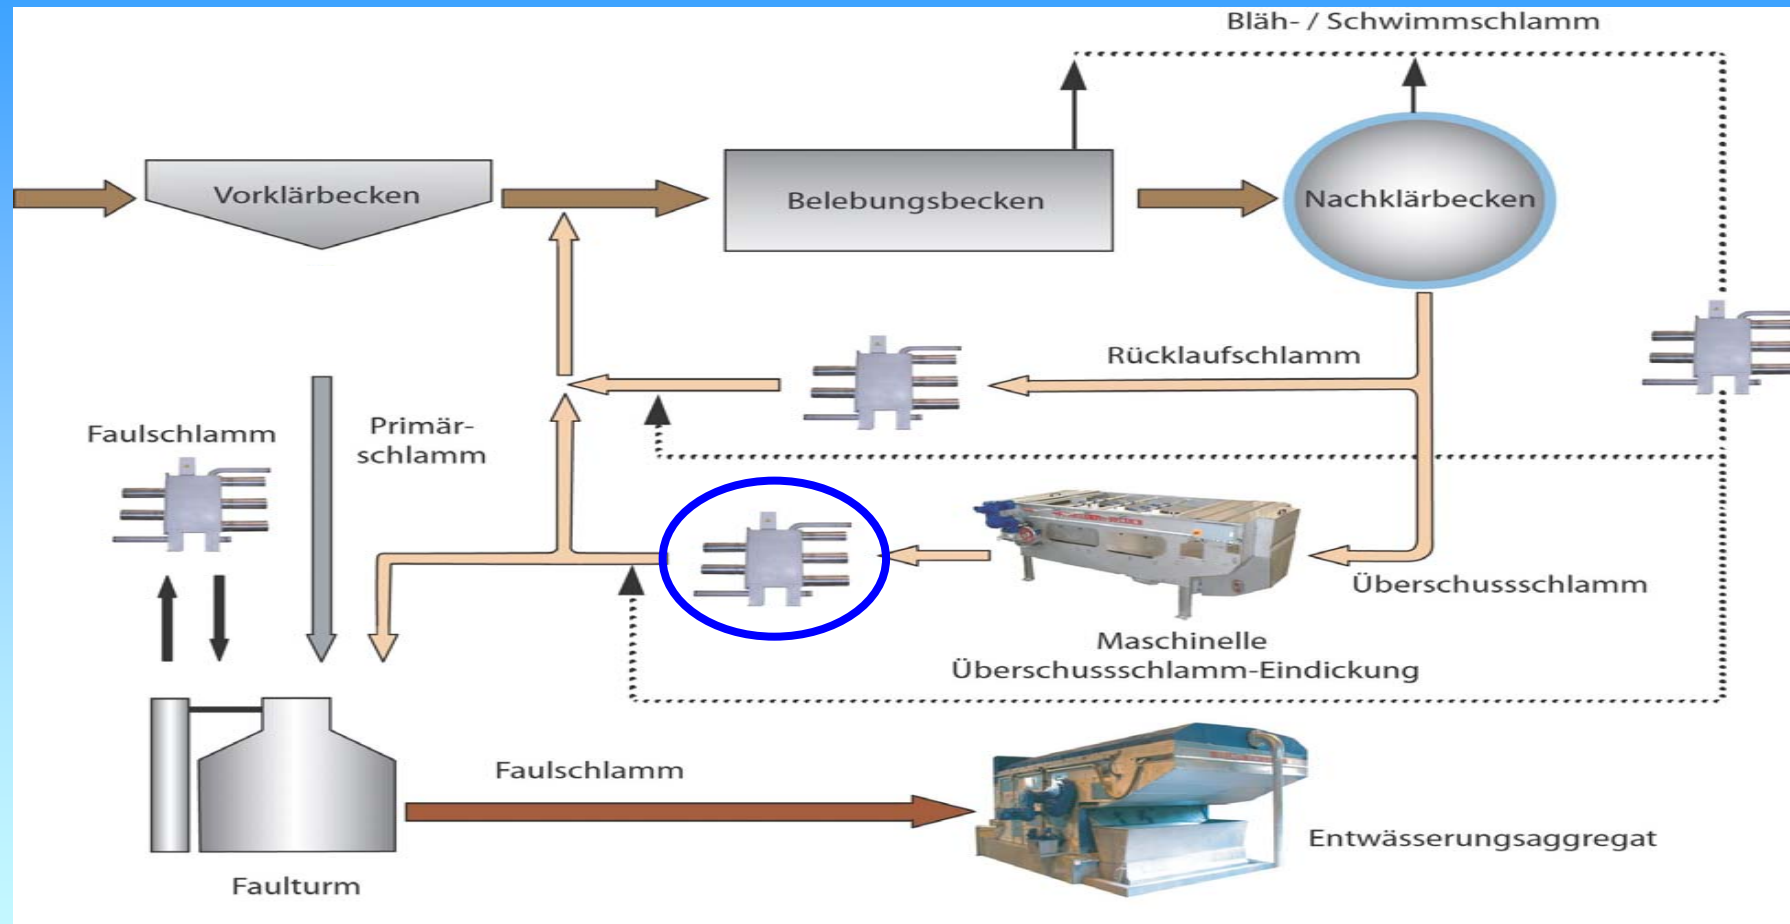 Bläh- / Schwimmschlamm
Vorklärbecken
Belebungsbecken
Nachklärbecken
Rücklaufschlamm
Faulschlamm
Primär-
schlamm
Überschussschlamm
Maschinelle
Überschussschlamm-Eindickung
Faulschlamm
Entwässerungsaggregat
Faulturm